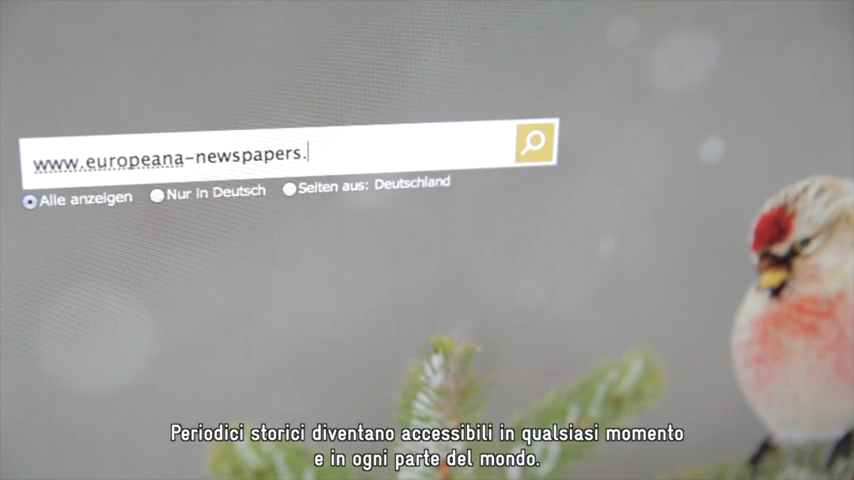 www.europeana-newspapers.
Alle anzeigen Nur in Deutsch Seiten aus: Deutschland
Periodici storici diventano accessibili in qualsiasi momento
e in ogni parte del mondo.